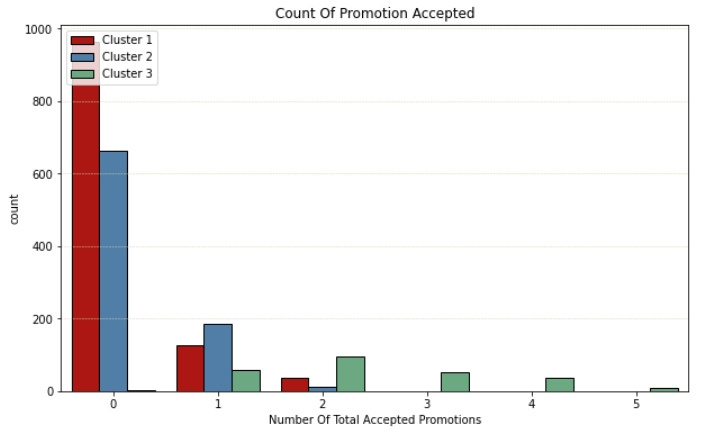 Count Of Promotion Accepted
Cluster 1
Cluster 2
Cluster 3
1000
800
600
400
200
0
count
0 1 2 3 4 5
Number Of Total Accepted Promotions